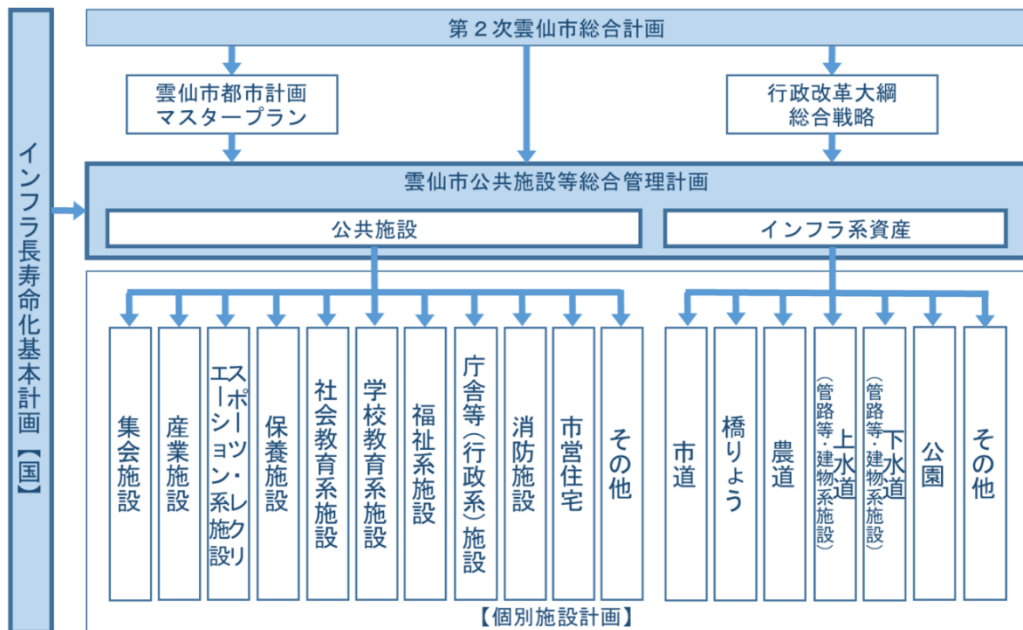 第２次雲仙市総合計画
雲仙市都市計画
マスタープラン
行政改革大綱
総合戦略
インフラ長寿命化基本計画【国】
雲仙市公共施設等総合管理計画
公共施設
インフラ系資産
集会施設
産業施設
スポーツ・レクリ
エーション系施設
保養施設
社会教育系施設
学校教育系施設
福祉系施設
庁舎等(行政系)施設
消防施設
市営住宅
その他
市道
橋りょう
農道
上水道
(管路等・建物系施設)
下水道
(管路等・建物系施設)
公園
その他
【個別施設計画】